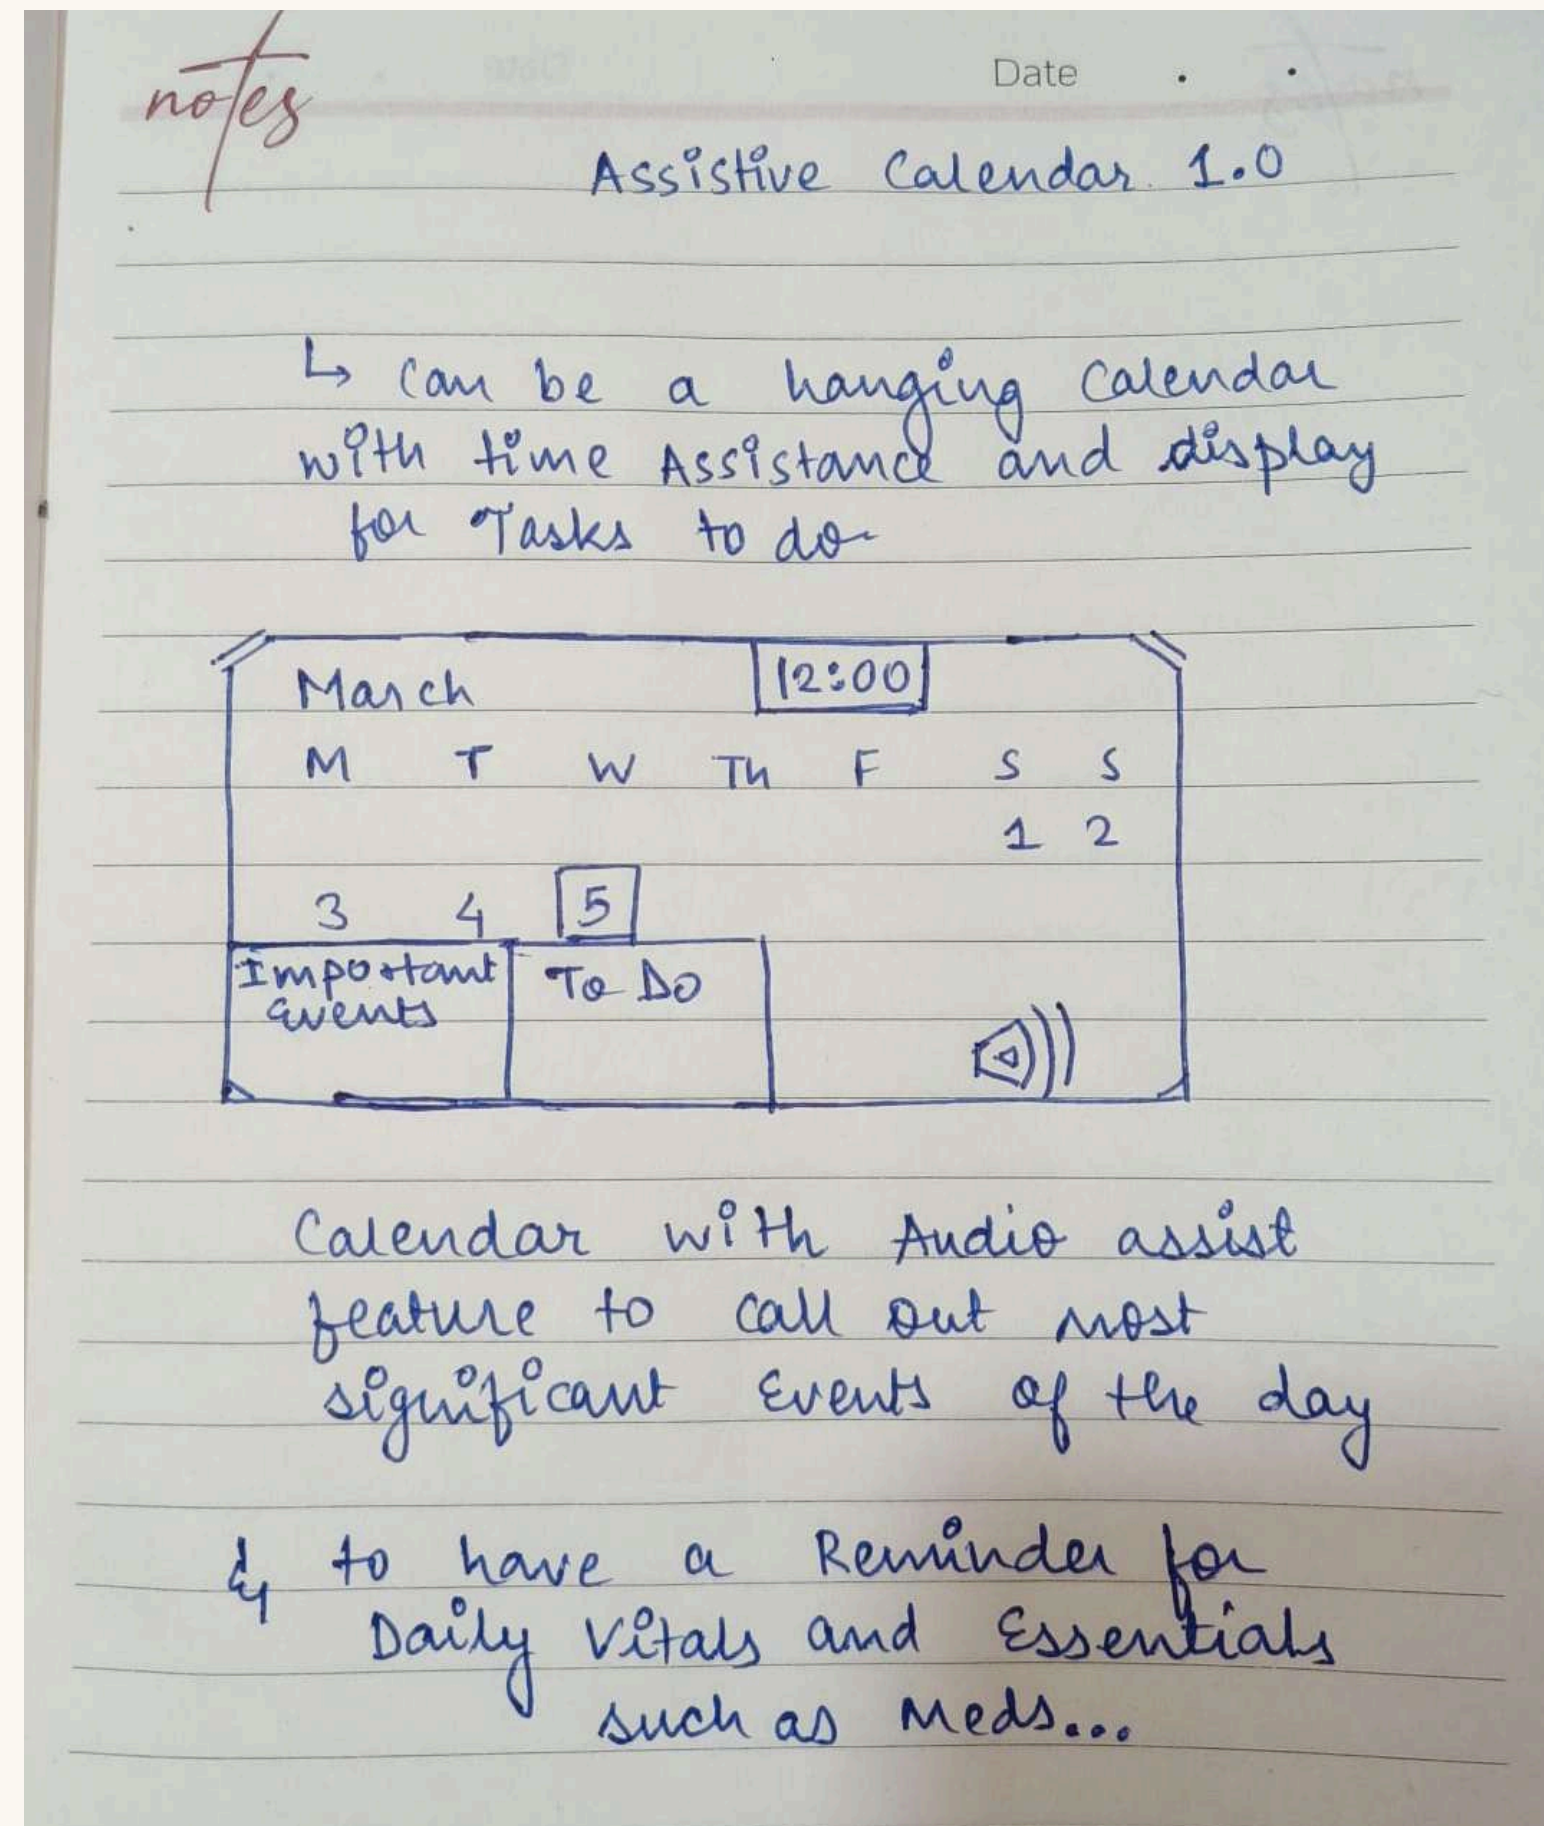 notes
Date . .
Assistive Calendar 1.0
↳ Can be a hanging Calendar
with time Assistance and display
for Tasks to do
March 12:00
M T W Th F S S
1 2
3 4 5
Important
Events
To Do
Calendar with Audio assist
feature to call out most
significant Events of the day
& to have a Reminder for
Daily Vitals and Essentials
such as Meds...